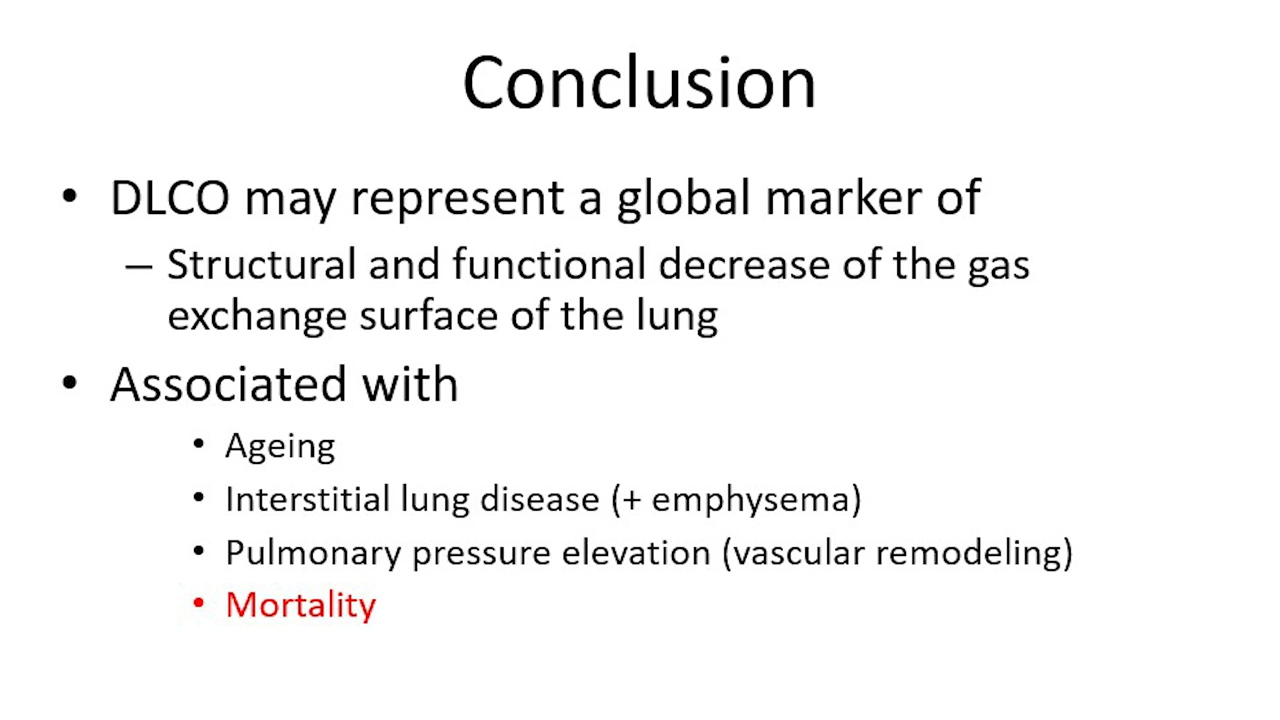 Conclusion
• DLCO may represent a global marker of
– Structural and functional decrease of the gas
exchange surface of the lung
• Associated with
• Ageing
• Interstitial lung disease (+ emphysema)
• Pulmonary pressure elevation (vascular remodeling)
• Mortality